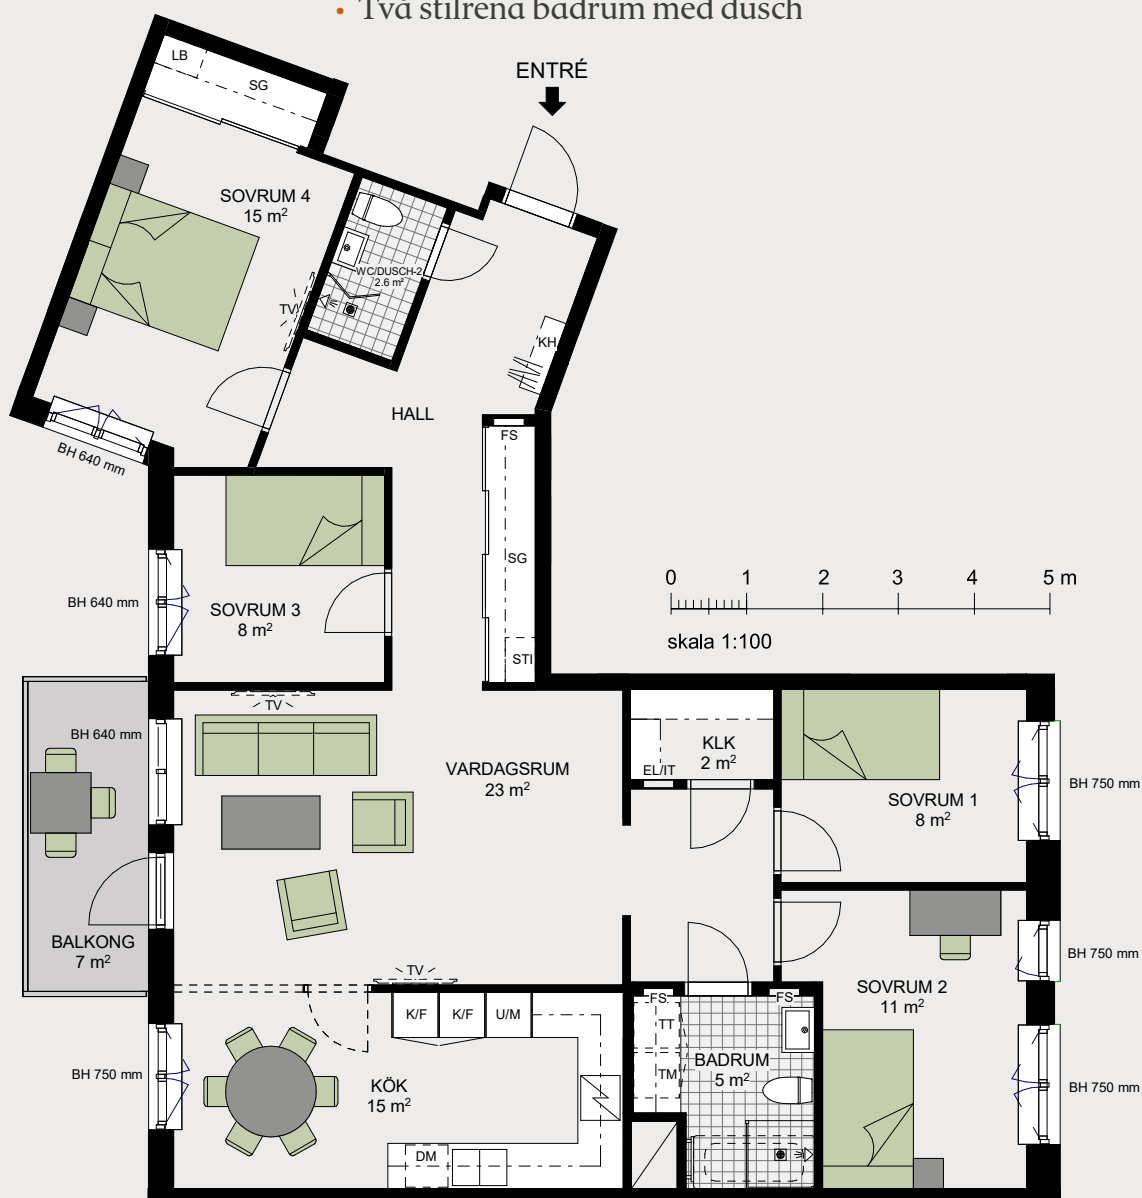 • Två stilrena badrum med dusch
ENTRÉ
LB
SG
SOVRUM 4
15 m²
WC/DUSCH-2
2.6 m²
TV
KH
HALL
FS
BH 640 mm
SG
0 1 2 3 4 5 m
skala 1:100
BH 640 mm
SOVRUM 3
8 m²
STI
TV
BH 640 mm
KLK
2 m²
EL/IT
VARDAGSRUM
23 m²
BH 750 mm
SOVRUM 1
8 m²
BALKONG
7 m²
BH 750 mm
TV
SOVRUM 2
11 m²
FS
FS
K/F
K/F
U/M
TT
BADRUM
5 m²
TM
BH 750 mm
KÖK
15 m²
BH 750 mm
DM